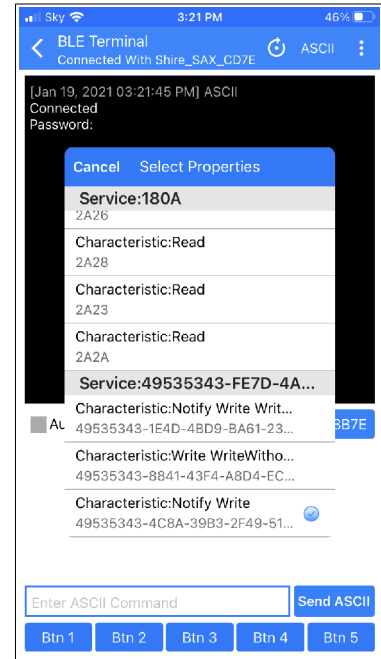 Sky 3:21 PM 46%
BLE Terminal
Connected With Shire_SAX_CD7E
ASCII
[Jan 19, 2021 03:21:45 PM] ASCII
Connected
Password:
Cancel Select Properties
Service:180A
2A26
Characteristic:Read
2A28
Characteristic:Read
2A23
Characteristic:Read
2A2A
Service:49535343-FE7D-4A...
Characteristic:Notify Write Writ...
49535343-1E4D-4BD9-BA61-23...
Characteristic:Write WriteWitho...
49535343-8841-43F4-A8D4-EC...
Characteristic:Notify Write
49535343-4C8A-39B3-2F49-51...
Enter ASCII Command
Send ASCII
Btn 1 Btn 2 Btn 3 Btn 4 Btn 5